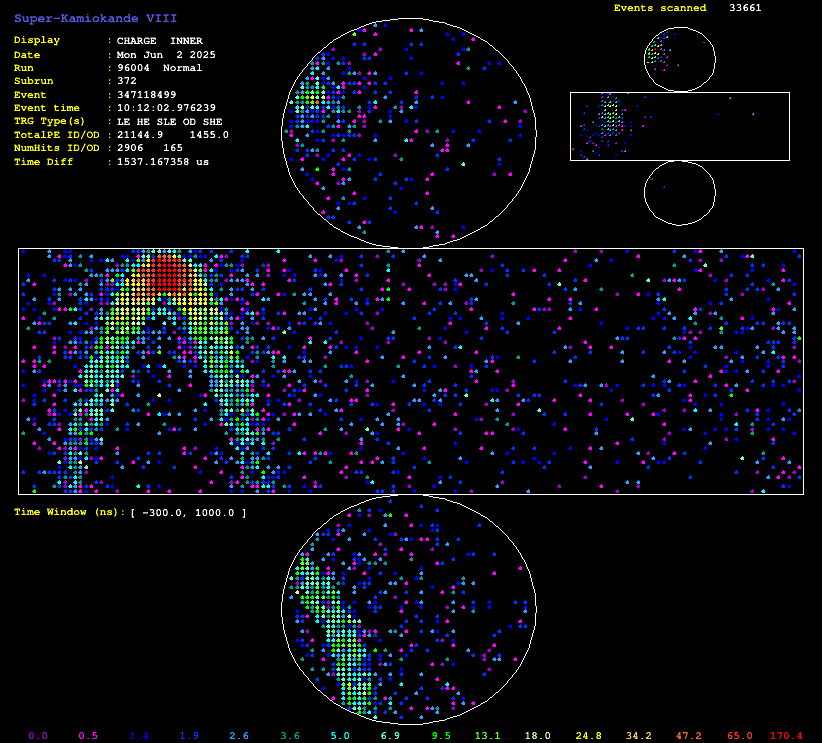 Super-Kamiokande VIII
Events scanned 33661
Display : CHARGE INNER
Date : Mon Jun 2 2025
Run : 96004 Normal
Subrun : 372
Event : 347118499
Event time : 10:12:02.976239
TRG Type(s) : LE HE SLE OD SHE
TotalPE ID/OD : 21144.9 1455.0
NumHits ID/OD : 2906 165
Time Diff : 1537.167358 us
Time Window (ns): [ -300.0, 1000.0 ]
0.0 0.5 1.4 1.9 2.6 3.6 5.0 6.9 9.5 13.1 18.0 24.8 34.2 47.2 65.0 170.4